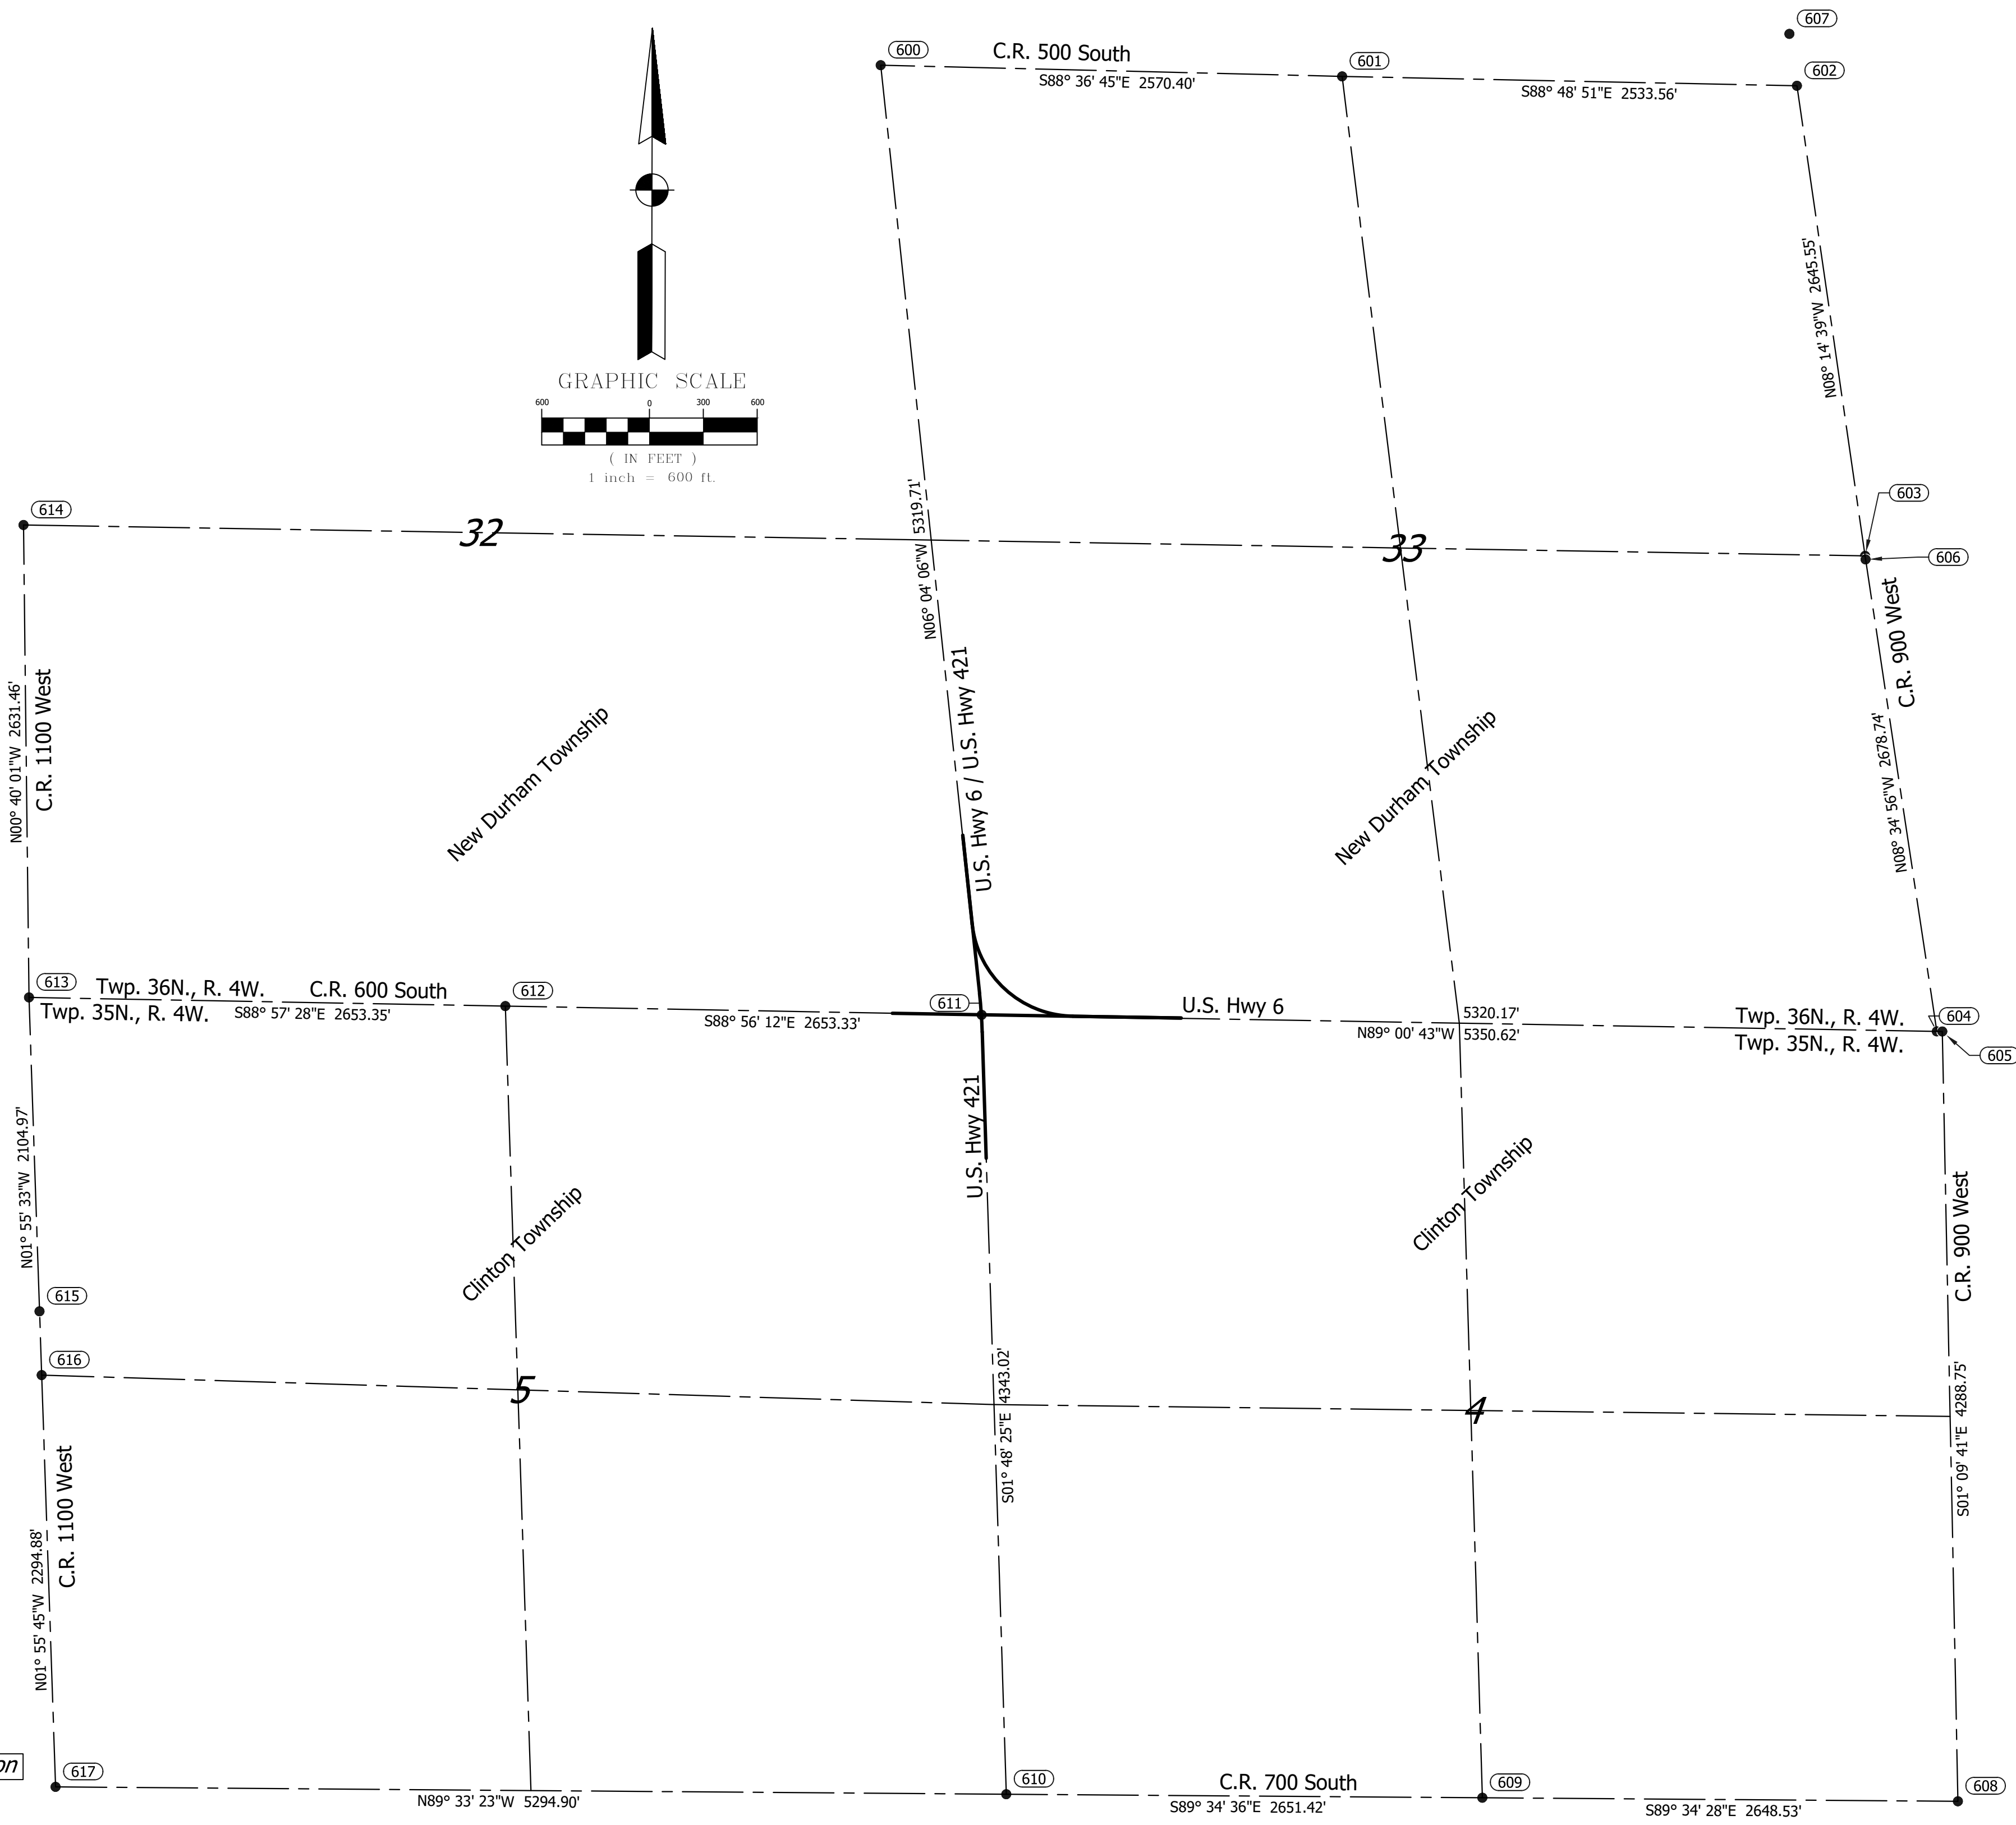 607
600
C.R. 500 South
601
602
S88° 36' 45"E 2570.40'
S88° 48' 51"E 2533.56'
N08° 14' 39"W 2645.55'
GRAPHIC SCALE
600 0 300 600
( IN FEET )
1 inch = 600 ft.
603
614
32
33
606
N06° 04' 06"W 5319.71'
C.R. 900 West
N00° 40' 01"W 2631.46'
C.R. 1100 West
U.S. Hwy 6 / U.S. Hwy 421
New Durham Township
New Durham Township
N08° 34' 56"W 2678.74'
613
Twp. 36N., R. 4W.
C.R. 600 South
612
611
U.S. Hwy 6
5320.17'
Twp. 36N., R. 4W.
604
Twp. 35N., R. 4W.
S88° 57' 28"E 2653.35'
S88° 56' 12"E 2653.33'
N89° 00' 43"W 5350.62'
Twp. 35N., R. 4W.
605
N01° 55' 33"W 2104.97'
U.S. Hwy 421
Clinton Township
Clinton Township
C.R. 900 West
615
616
5
4
S01° 48' 25"E 4343.02'
S01° 09' 41"E 4288.75'
C.R. 1100 West
N01° 55' 45"W 2294.88'
617
610
C.R. 700 South
609
608
N89° 33' 23"W 5294.90'
S89° 34' 36"E 2651.42'
S89° 34' 28"E 2648.53'